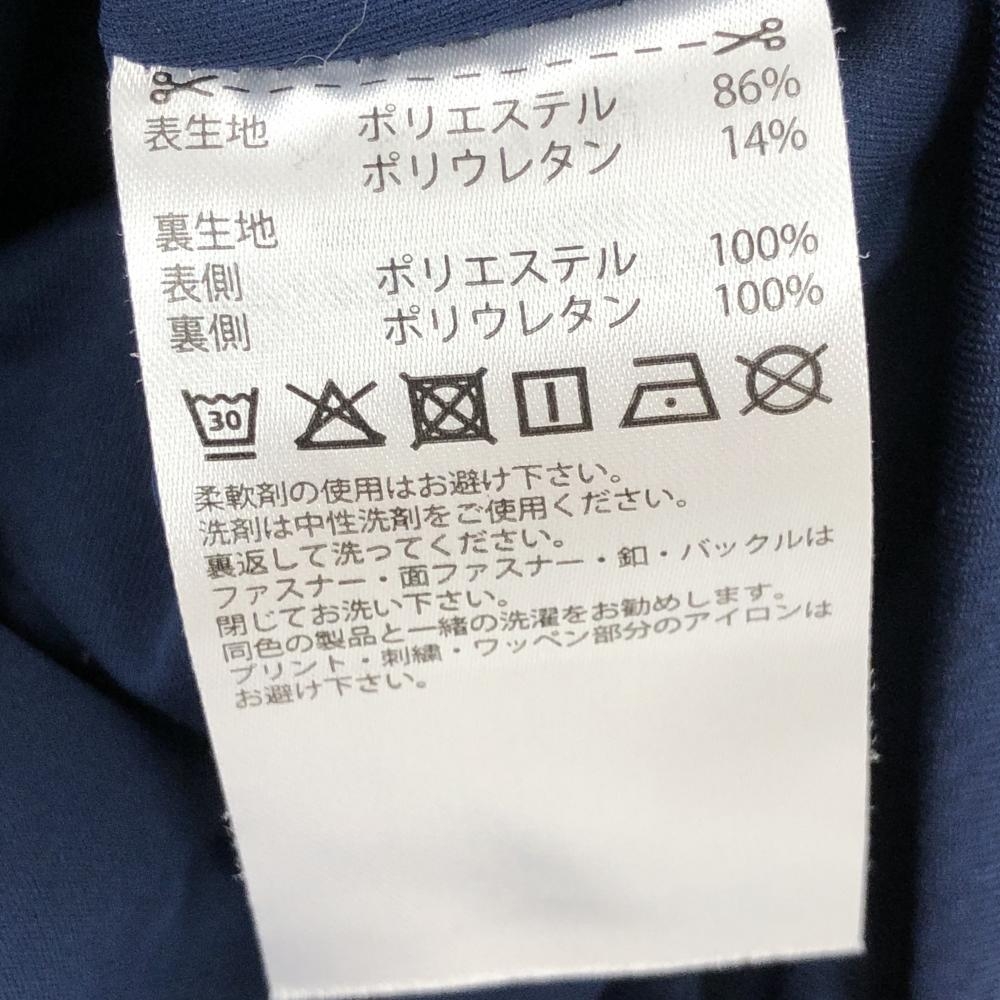 表生地 ポリエステル 86%
ポリウレタン 14%
裏生地
表側 ポリエステル 100%
裏側 ポリウレタン 100%
30
柔軟剤の使用はお避け下さい。
洗剤は中性洗剤をご使用ください。
裏返して洗ってください。
ファスナー・面ファスナー・釦・バックルは
閉じてお洗い下さい。
同色の製品と一緒の洗濯をお勧めします。
プリント・刺繍・ワッペン部分のアイロンは
お避け下さい。